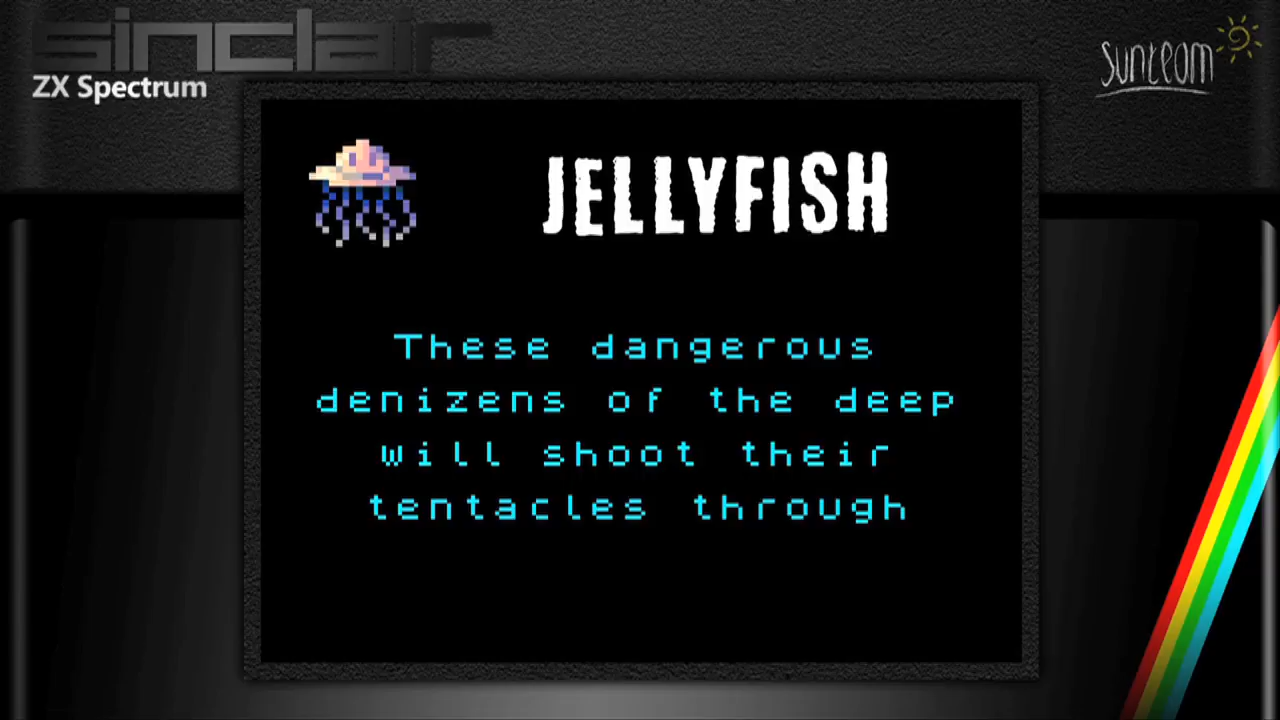 sinclair
ZX Spectrum
sunteam
JELLYFISH
These dangerous
denizens of the deep
will shoot their
tentacles through